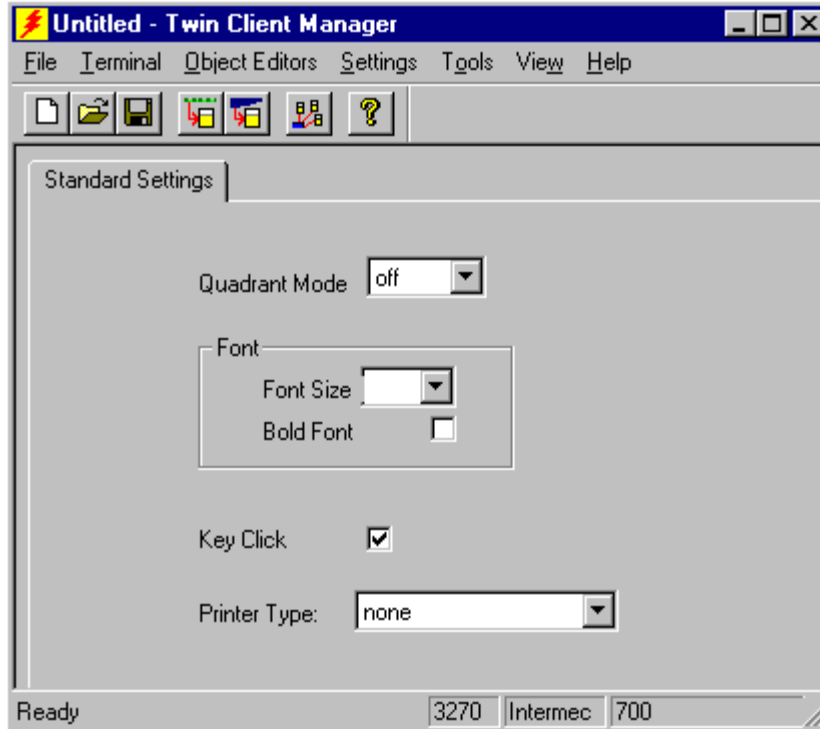 Untitled - Twin Client Manager
File Terminal Object Editors Settings Tools View Help
Standard Settings
Quadrant Mode off
Font
Font Size
Bold Font
Key Click
Printer Type: none
Ready 3270 Intermec 700